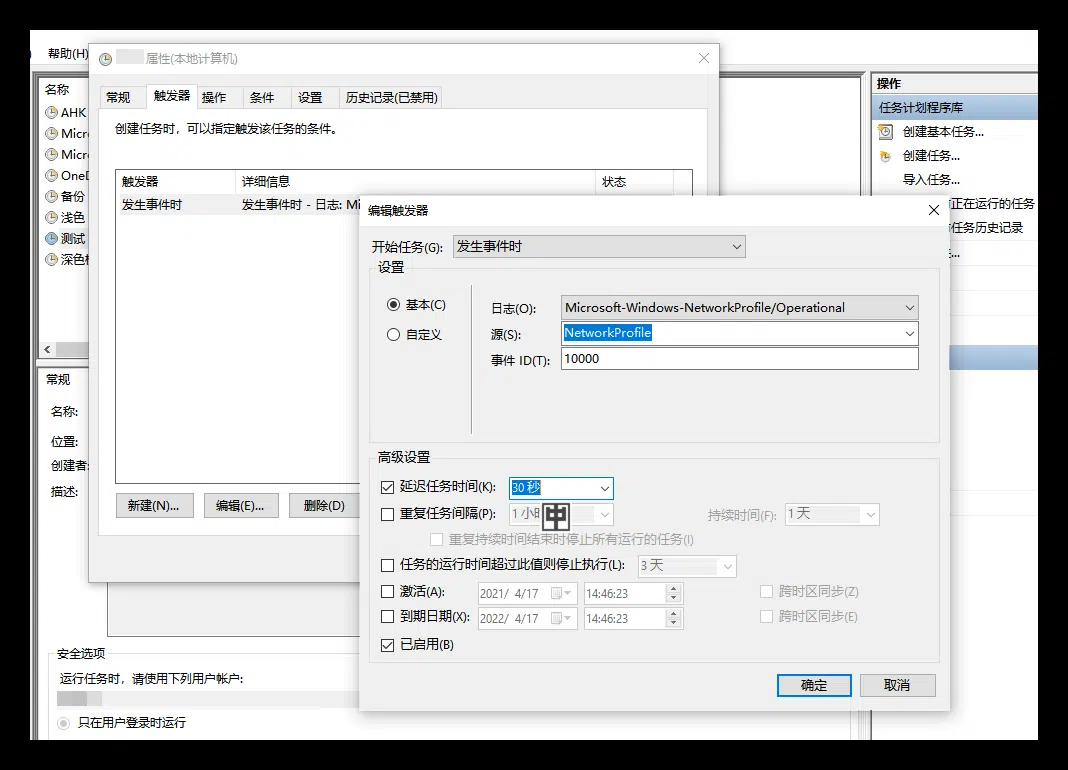 帮助(H)
属性(本地计算机)
常规 触发器 操作 条件 设置 历史记录(已禁用)
创建任务时，可以指定触发该任务的条件。
触发器 详细信息 状态
发生事件时 发生事件时 - 日志: Mi
新建(N)... 编辑(E)... 删除(D)
名称
AHK
Micro
Micro
OneD
备份
浅色
测试
深色
常规
名称:
位置:
创建者:
描述:
安全选项
运行任务时，请使用下列用户帐户:
只在用户登录时运行
编辑触发器
开始任务(G): 发生事件时
设置
基本(C)
自定义
日志(O): Microsoft-Windows-NetworkProfile/Operational
源(S): NetworkProfile
事件 ID(T): 10000
高级设置
延迟任务时间(K): 30 秒
重复任务间隔(P): 1 小 中 持续时间(F): 1 天
重复持续时间结束时停止所有运行的任务(I)
任务的运行时间超过此值则停止执行(L): 3 天
激活(A): 2021/ 4/17 14:46:23 跨时区同步(Z)
到期日期(X): 2022/ 4/17 14:46:23 跨时区同步(E)
已启用(B)
确定 取消
操作
任务计划程序库
创建基本任务...
创建任务...
导入任务...
正在运行的任务
任务历史记录
...